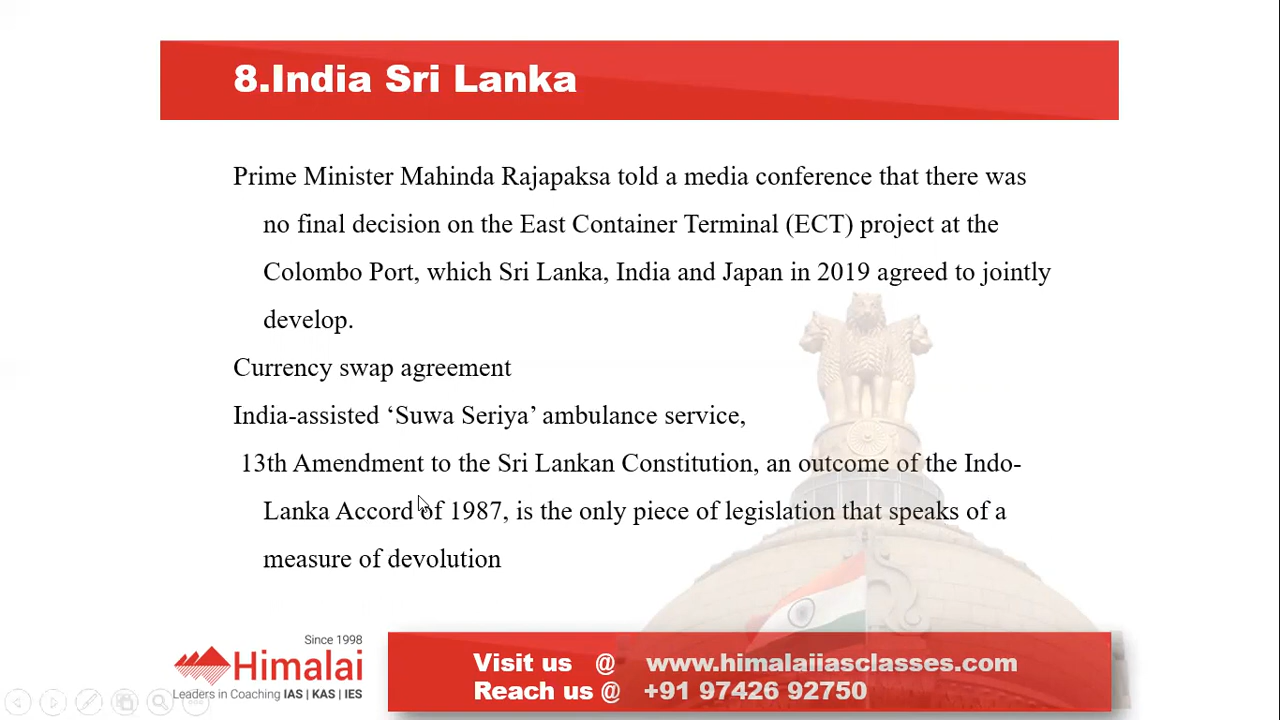 8.India Sri Lanka
Prime Minister Mahinda Rajapaksa told a media conference that there was
no final decision on the East Container Terminal (ECT) project at the
Colombo Port, which Sri Lanka, India and Japan in 2019 agreed to jointly
develop.
Currency swap agreement
India-assisted ‘Suwa Seriya’ ambulance service,
13th Amendment to the Sri Lankan Constitution, an outcome of the Indo-
Lanka Accord of 1987, is the only piece of legislation that speaks of a
measure of devolution
Since 1998
Himalai
Leaders in Coaching IAS | KAS | IES
Visit us @ www.himalaiiasclasses.com
Reach us @ +91 97426 92750